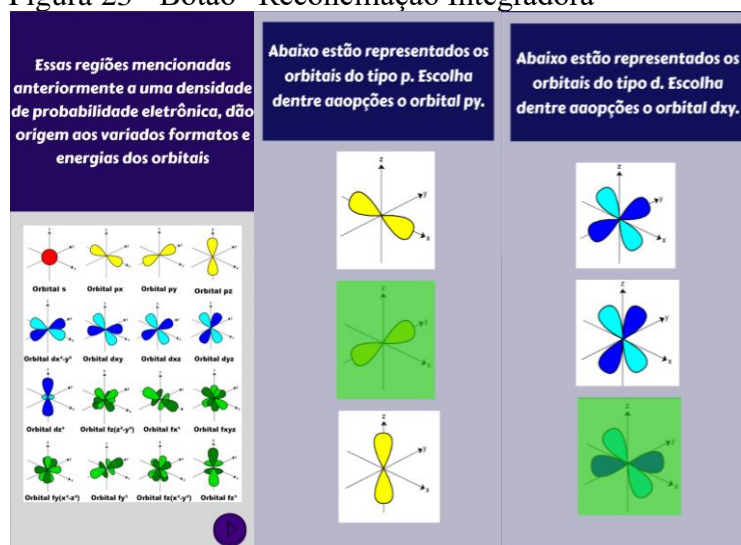 Figura 23 - Botão "Reconciliação Integradora"
Essas regiões mencionadas
anteriormente a uma densidade
de probabilidade eletrônica, dão
origem aos variados formatos e
energias dos orbitais
Orbital s Orbital px Orbital py Orbital pz
Orbital dx²-y² Orbital dxy Orbital dxz Orbital dyz
Orbital dz² Orbital fz(z²-y²) Orbital fx³ Orbital fxyz
Orbital fy(x²-z²) Orbital fy³ Orbital fz(x²-y²) Orbital fz³
Abaixo estão representados os
orbitais do tipo p. Escolha
dentre aaopções o orbital py.
z
y
x
z
y
x
Abaixo estão representados os
orbitais do tipo d. Escolha
dentre aaopções o orbital dxy.
z
y
x
z
y
x
z
y
x